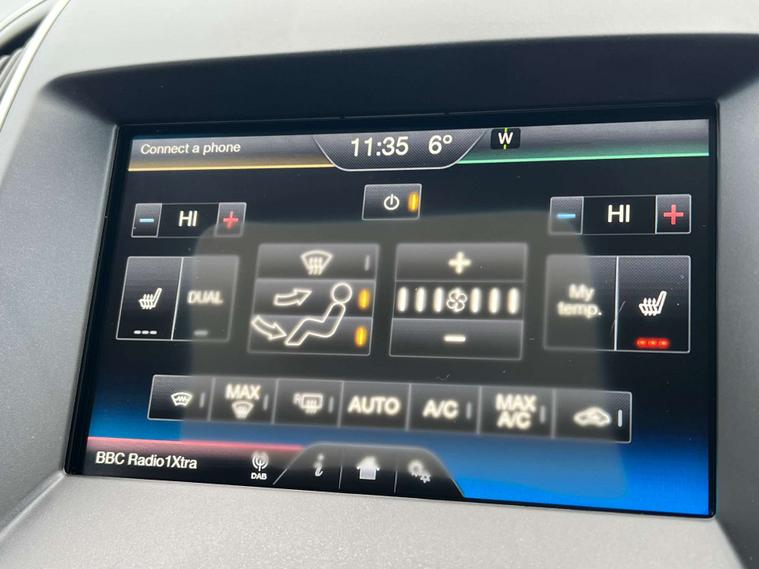 Connect a phone
11:35 6°
W
HI
HI
DUAL
My
temp.
MAX
R
AUTO
A/C
MAX
A/C
BBC Radio1Xtra
DAB
i